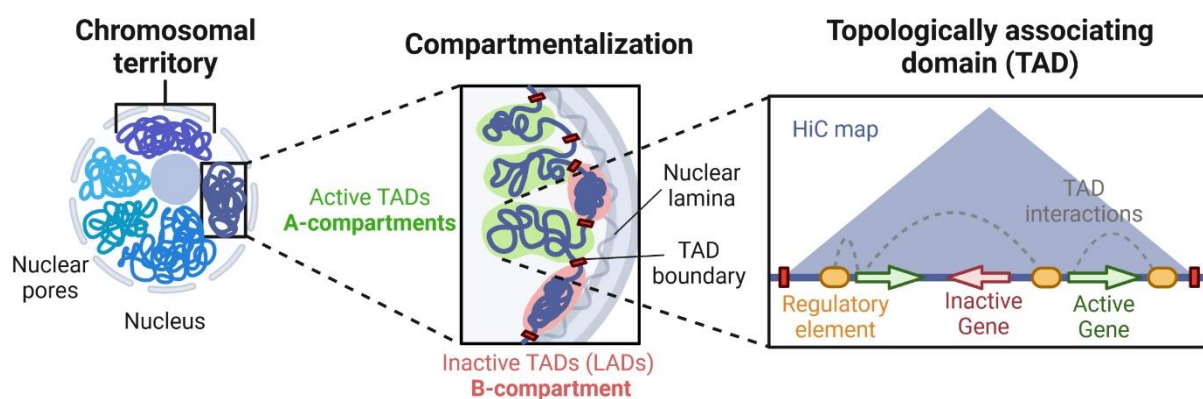 Chromosomal
territory
Nuclear
pores
Nucleus
Compartmentalization
Active TADs
A-compartments
Nuclear
lamina
TAD
boundary
Inactive TADs (LADs)
B-compartment
Topologically associating
domain (TAD)
HiC map
TAD
interactions
Regulatory
element
Inactive
Gene
Active
Gene